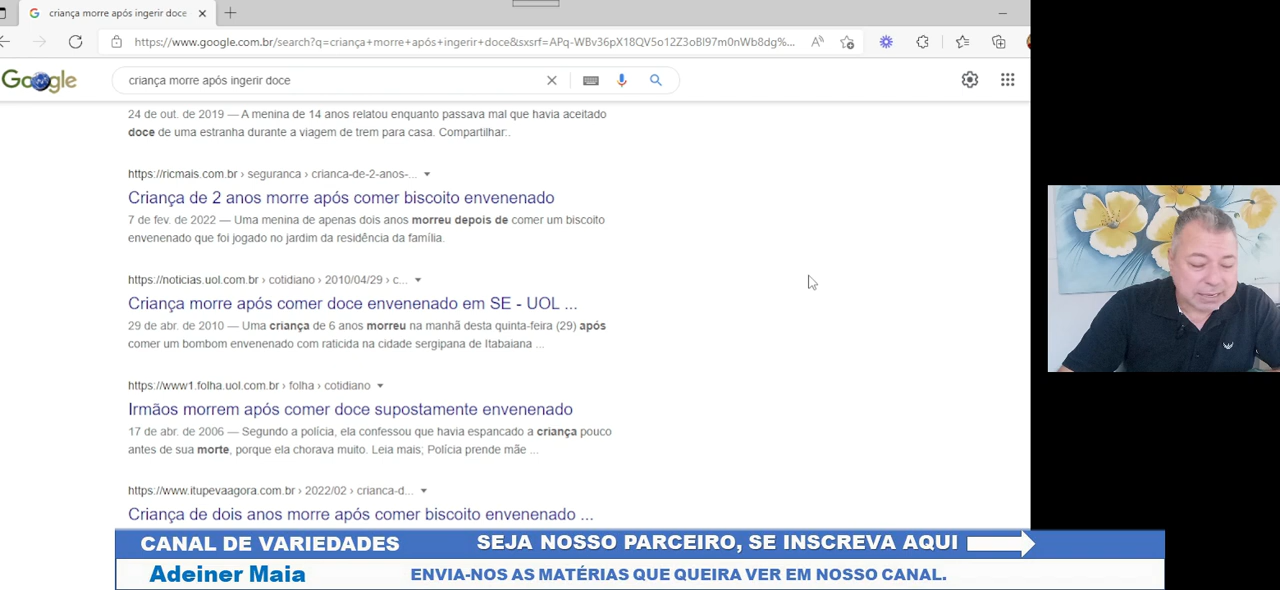 criança morre após ingerir doce
https://www.google.com.br/search?q=criança+morre+após+ingerir+doce&sxsrf=APq-WBv36pX18QV5o12Z3oBl97m0nWb8dg%...
Google
criança morre após ingerir doce
24 de out. de 2019 — A menina de 14 anos relatou enquanto passava mal que havia aceitado
doce de uma estranha durante a viagem de trem para casa. Compartilhar:.
https://ricmais.com.br › seguranca › crianca-de-2-anos-...
Criança de 2 anos morre após comer biscoito envenenado
7 de fev. de 2022 — Uma menina de apenas dois anos morreu depois de comer um biscoito
envenenado que foi jogado no jardim da residência da família.
https://noticias.uol.com.br › cotidiano › 2010/04/29 › c...
Criança morre após comer doce envenenado em SE - UOL ...
29 de abr. de 2010 — Uma criança de 6 anos morreu na manhã desta quinta-feira (29) após
comer um bombom envenenado com raticida na cidade sergipana de Itabaiana ...
https://www1.folha.uol.com.br › folha › cotidiano
Irmãos morrem após comer doce supostamente envenenado
17 de abr. de 2006 — Segundo a polícia, ela confessou que havia espancado a criança pouco
antes de sua morte, porque ela chorava muito. Leia mais; Polícia prende mãe ...
https://www.itupevaagora.com.br › 2022/02 › crianca-d...
Criança de dois anos morre após comer biscoito envenenado ...
CANAL DE VARIEDADES
SEJA NOSSO PARCEIRO, SE INSCREVA AQUI
Adeiner Maia
ENVIA-NOS AS MATÉRIAS QUE QUEIRA VER EM NOSSO CANAL.